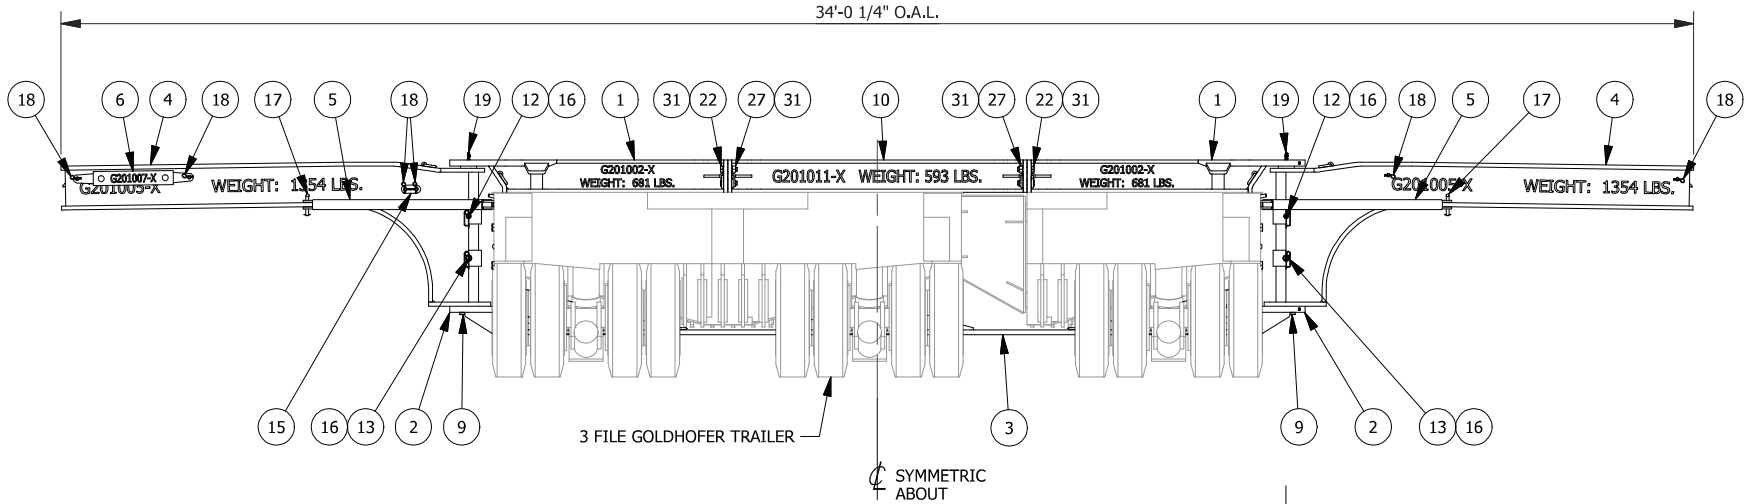 34'-0 1/4" O.A.L.
18 6 4 18 17 5 18 19 12 16 1 31 22 27 31 10 31 27 22 31 1 19 12 16 18 5 17 4 18
G201007-X
G201005-X WEIGHT: 1354 LBS.
G201002-X
WEIGHT: 681 LBS.
G201011-X WEIGHT: 593 LBS.
G201002-X
WEIGHT: 681 LBS.
G201005-X WEIGHT: 1354 LBS.
15 16 13 2 9 3 9 2 13 16
3 FILE GOLDHOFER TRAILER
℄ SYMMETRIC
ABOUT